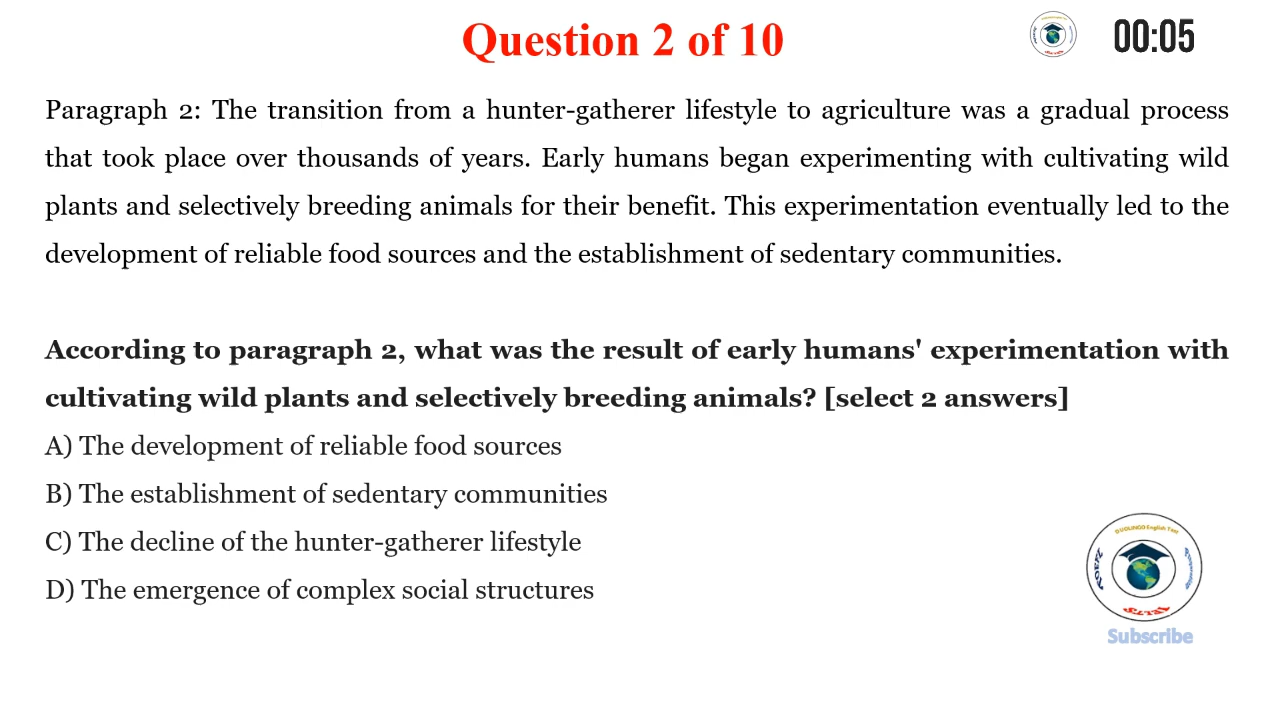 Question 2 of 10
00:05
Paragraph 2: The transition from a hunter-gatherer lifestyle to agriculture was a gradual process
that took place over thousands of years. Early humans began experimenting with cultivating wild
plants and selectively breeding animals for their benefit. This experimentation eventually led to the
development of reliable food sources and the establishment of sedentary communities.
According to paragraph 2, what was the result of early humans' experimentation with
cultivating wild plants and selectively breeding animals? [select 2 answers]
A) The development of reliable food sources
B) The establishment of sedentary communities
C) The decline of the hunter-gatherer lifestyle
D) The emergence of complex social structures
DUOLINGO English Test
IELTS
Subscribe